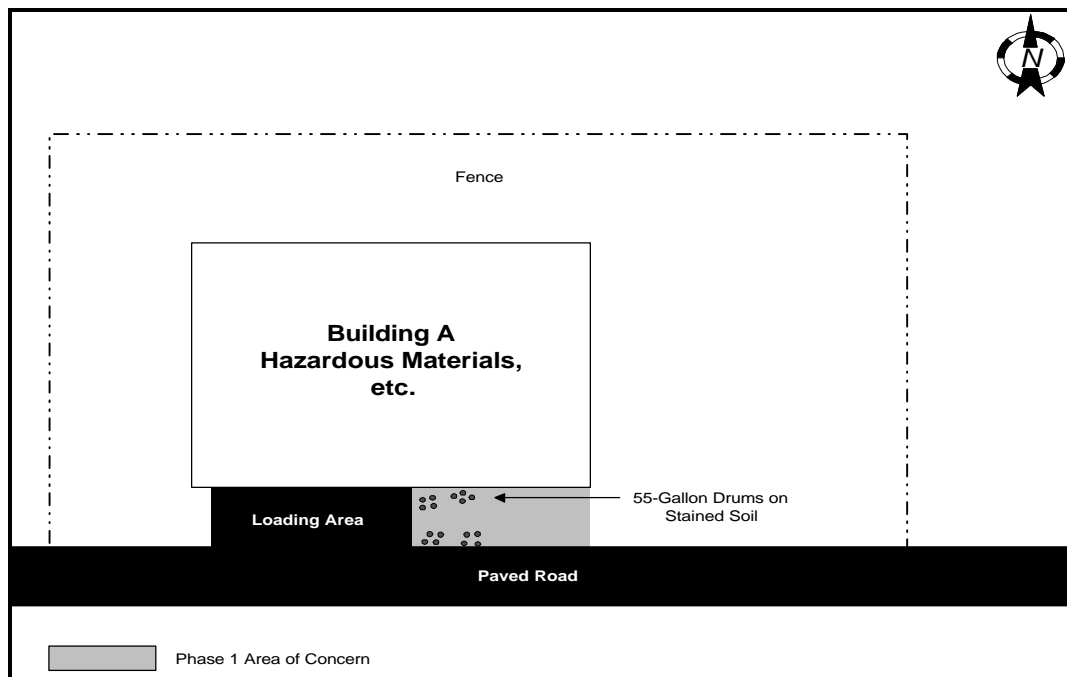 N
Fence
Building A
Hazardous Materials,
etc.
55-Gallon Drums on
Stained Soil
Loading Area
Paved Road
Phase 1 Area of Concern